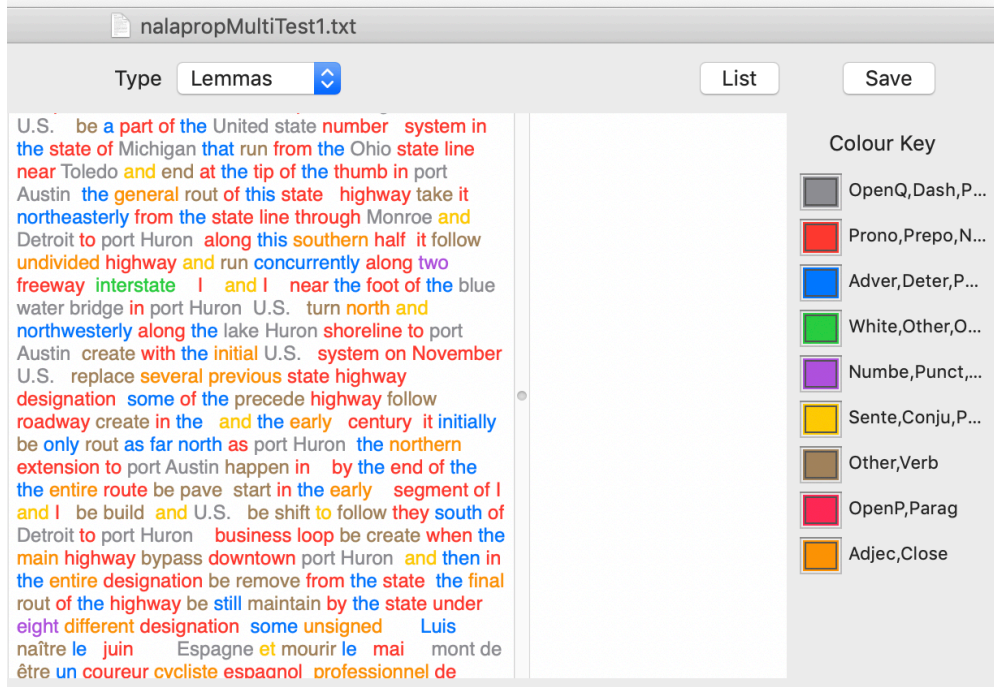 nalapropMultiTest1.txt
Type Lemmas List Save
U.S. be a part of the United state number system in
the state of Michigan that run from the Ohio state line
near Toledo and end at the tip of the thumb in port
Austin the general rout of this state highway take it
northeasterly from the state line through Monroe and
Detroit to port Huron along this southern half it follow
undivided highway and run concurrently along two
freeway interstate I and I near the foot of the blue
water bridge in port Huron U.S. turn north and
northwesterly along the lake Huron shoreline to port
Austin create with the initial U.S. system on November
U.S. replace several previous state highway
designation some of the precede highway follow
roadway create in the and the early century it initially
be only rout as far north as port Huron the northern
extension to port Austin happen in by the end of the
the entire route be pave start in the early segment of I
and I be build and U.S. be shift to follow they south of
Detroit to port Huron business loop be create when the
main highway bypass downtown port Huron and then in
the entire designation be remove from the state the final
rout of the highway be still maintain by the state under
eight different designation some unsigned Luis
naître le juin Espagne et mourir le mai mont de
être un coureur cycliste espagnol professionnel de
Colour Key
OpenQ,Dash,P...
Prono,Prepo,N...
Adver,Deter,P...
White,Other,O...
Numbe,Punct,...
Sente,Conju,P...
Other,Verb
OpenP,Parag
Adjec,Close